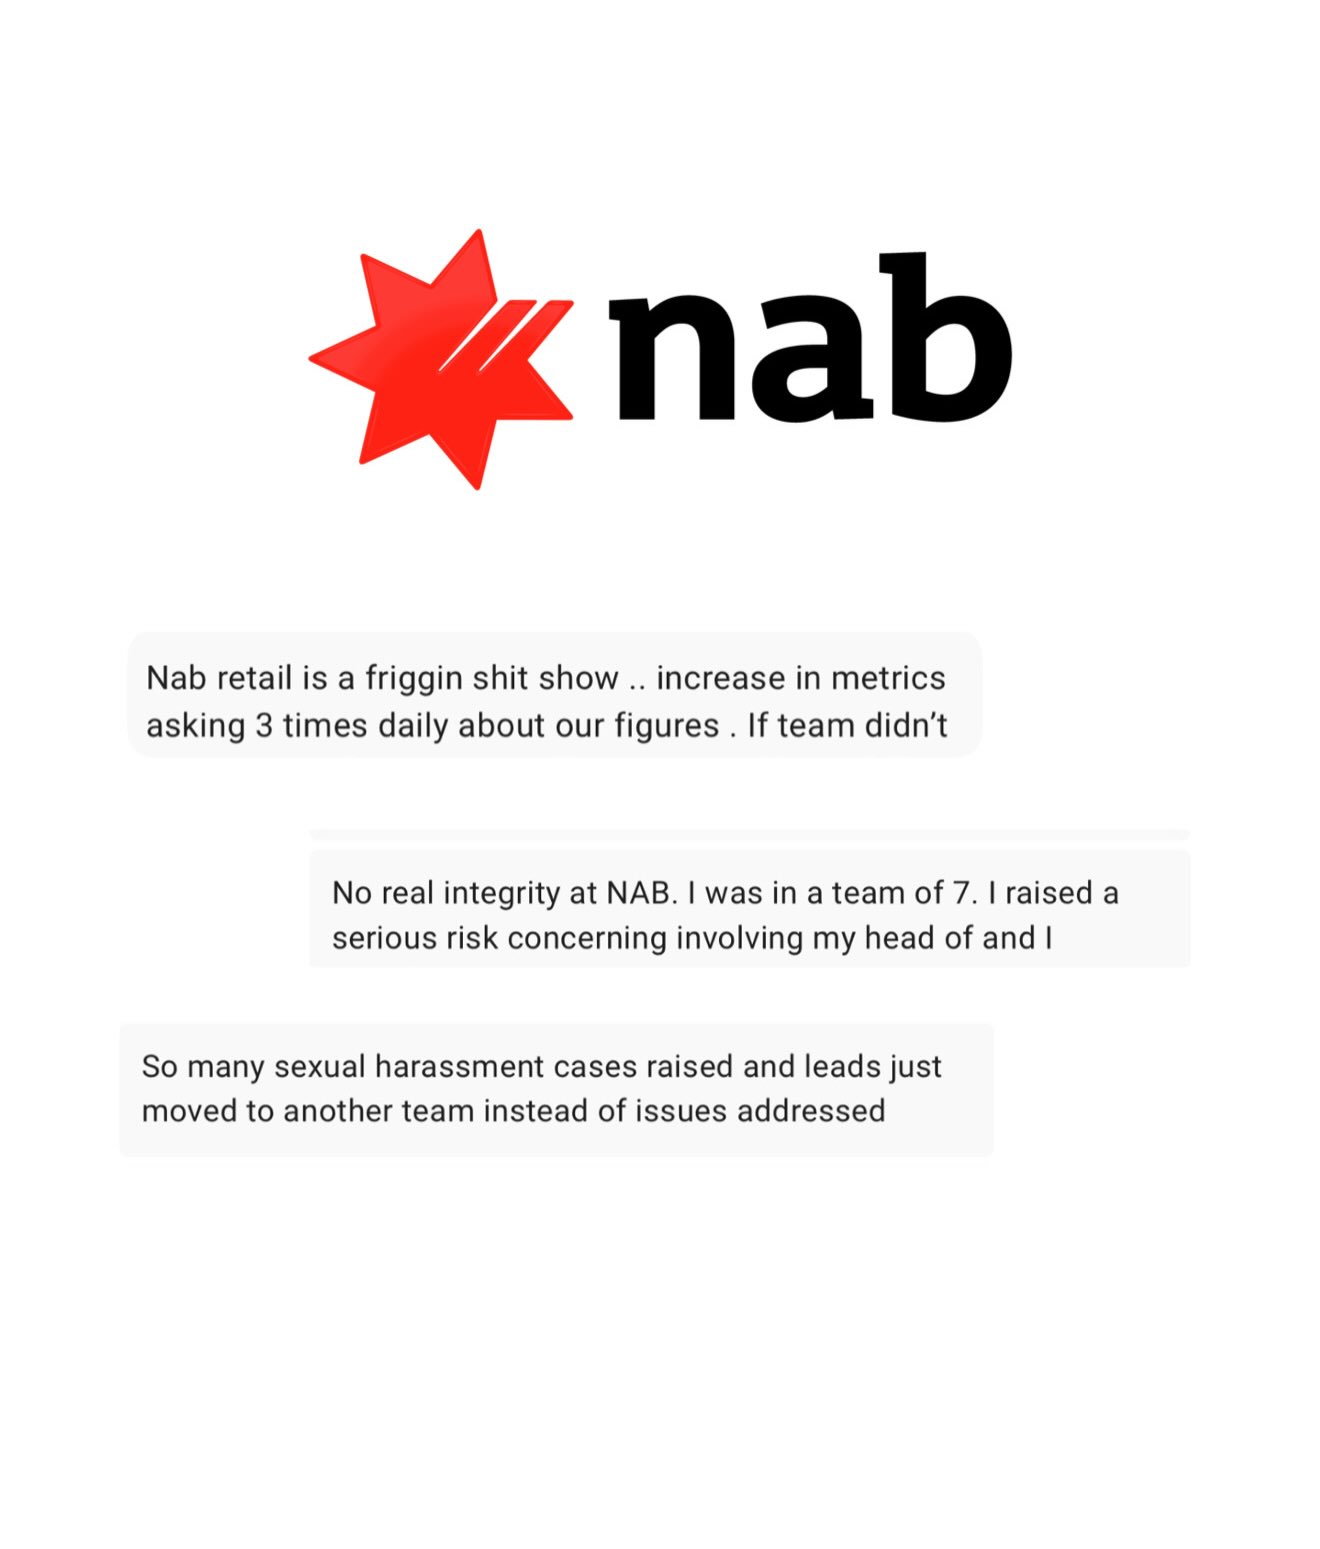 nab
Nab retail is a friggin shit show .. increase in metrics
asking 3 times daily about our figures . If team didn’t
No real integrity at NAB. I was in a team of 7. I raised a
serious risk concerning involving my head of and I
So many sexual harassment cases raised and leads just
moved to another team instead of issues addressed